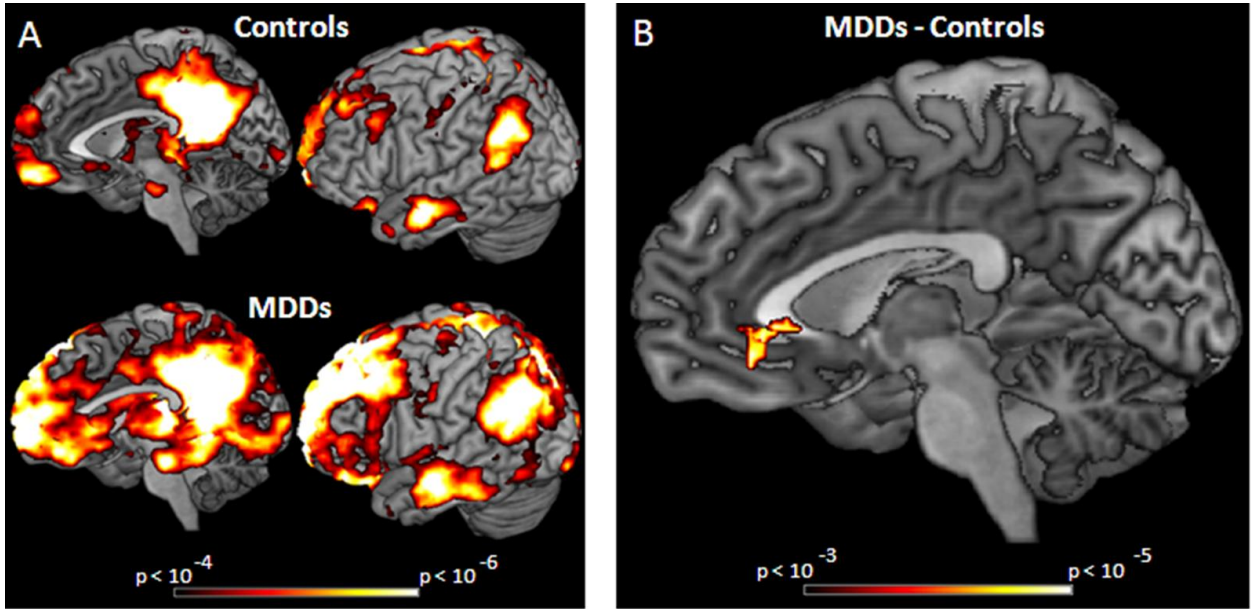 A
Controls
MDDs
p < 10⁻⁴
p < 10⁻⁶
B
MDDs - Controls
p < 10⁻³
p < 10⁻⁵